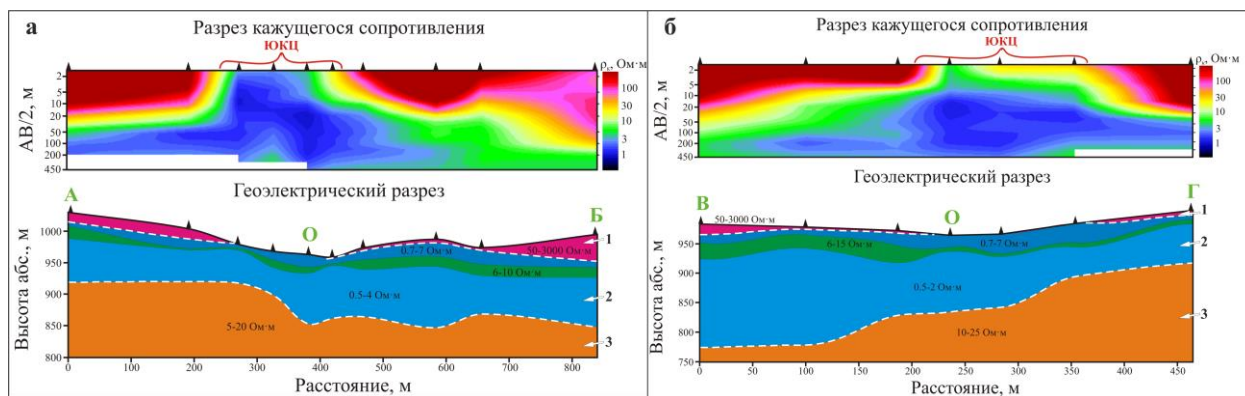 а
Разрез кажущегося сопротивления
ЮКЦ
ρк, Ом·м
АВ/2, м
2
5
10
20
50
100
200
450
100
30
10
3
1
Геоэлектрический разрез
А
О
Б
50-3000 Ом·м
0.7-7 Ом·м
6-10 Ом·м
0.5-4 Ом·м
5-20 Ом·м
1
2
3
Высота абс., м
1000
950
900
850
800
0 100 200 300 400 500 600 700 800
Расстояние, м
б
Разрез кажущегося сопротивления
ЮКЦ
ρк, Ом·м
АВ/2, м
2
5
10
20
50
100
200
450
100
30
10
3
1
Геоэлектрический разрез
В
О
Г
50-3000 Ом·м
6-15 Ом·м
0.7-7 Ом·м
0.5-2 Ом·м
10-25 Ом·м
1
2
3
Высота абс., м
950
900
850
800
750
0 50 100 150 200 250 300 350 400 450
Расстояние, м